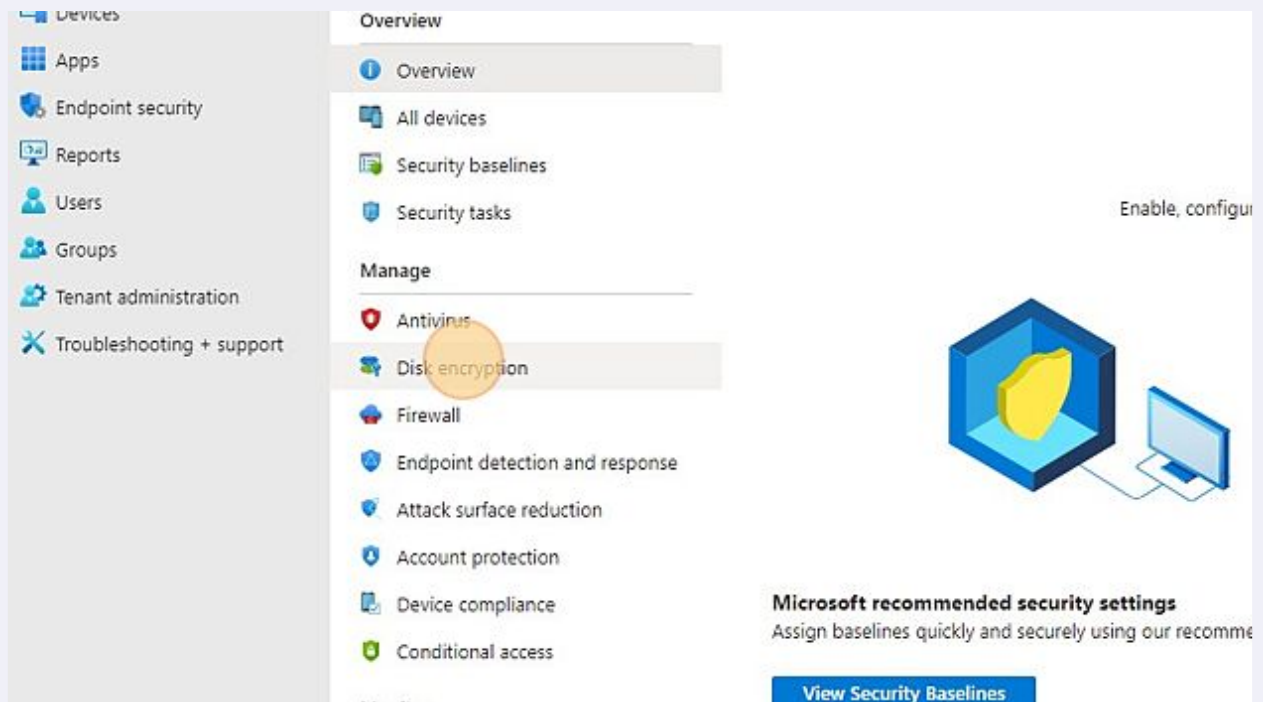 Devices
Apps
Endpoint security
Reports
Users
Groups
Tenant administration
Troubleshooting + support
Overview
Overview
All devices
Security baselines
Security tasks
Manage
Antivirus
Disk encryption
Firewall
Endpoint detection and response
Attack surface reduction
Account protection
Device compliance
Conditional access
Enable, configu
Microsoft recommended security settings
Assign baselines quickly and securely using our recomme
View Security Baselines